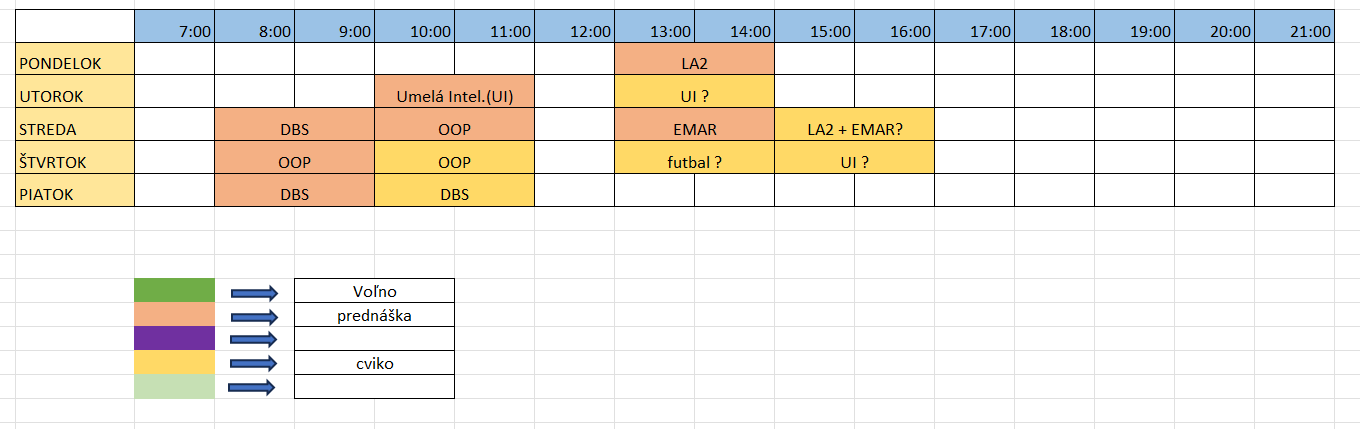 7:00 8:00 9:00 10:00 11:00 12:00 13:00 14:00 15:00 16:00 17:00 18:00 19:00 20:00 21:00
PONDELOK LA2
UTOROK Umelá Intel.(UI) UI ?
STREDA DBS OOP EMAR LA2 + EMAR?
ŠTVRTOK OOP OOP futbal ? UI ?
PIATOK DBS DBS
Voľno
prednáška
cviko